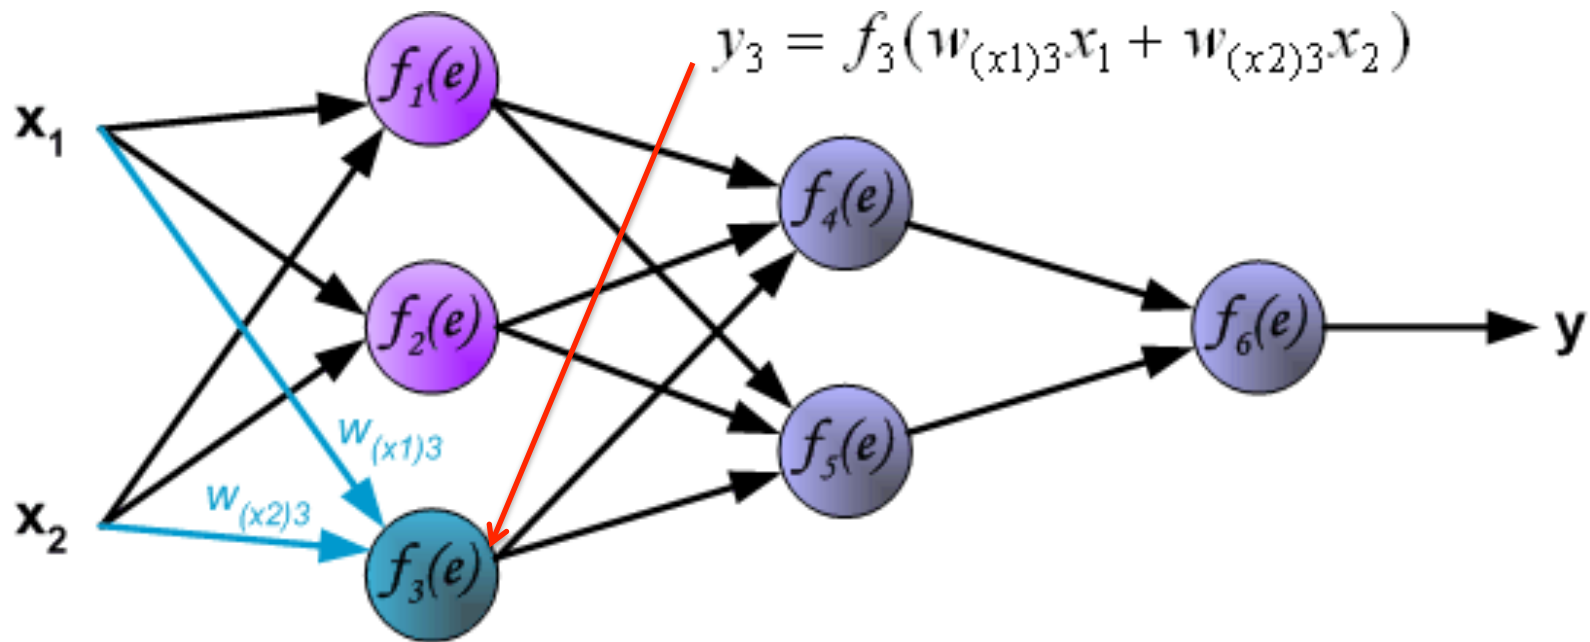 y₃ = f₃(w₍ₓ₁₎₃x₁ + w₍ₓ₂₎₃x₂)
f₁(e)
x₁
f₄(e)
f₂(e)
f₆(e)
y
w₍ₓ₁₎₃
f₅(e)
w₍ₓ₂₎₃
x₂
f₃(e)